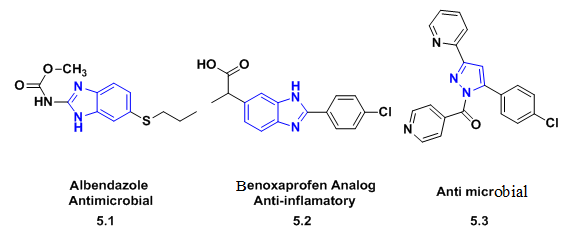 O-CH₃
O
HN
N
N
H
S
HO
O
H
N
N
Cl
N
N
N
N
O
Cl
Albendazole
Antimicrobial
5.1
Benoxaprofen Analog
Anti-inflamatory
5.2
Anti microbial
5.3